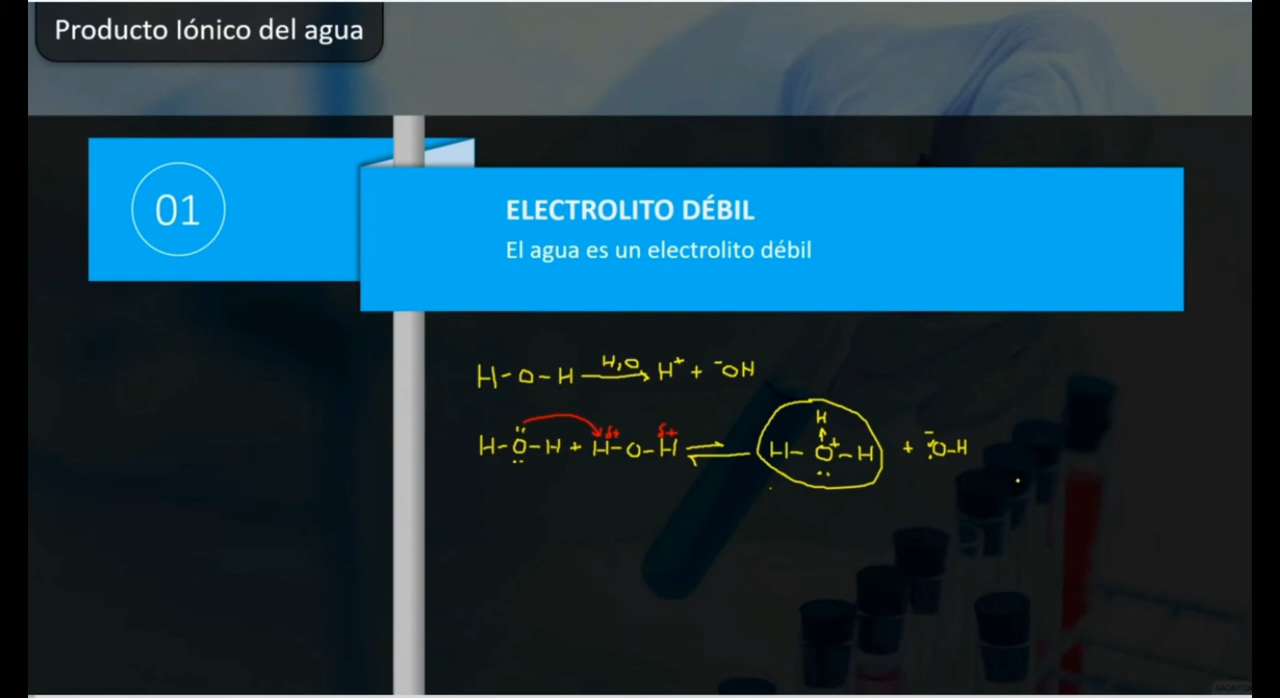 Producto Iónico del agua
01
ELECTROLITO DÉBIL
El agua es un electrolito débil
H-O-H —H₂O→ H⁺ + ⁻OH
H-Ö-H + H-O-H ⇌ H-O⁺-H + ⁻:O-H
δ+ δ+
H